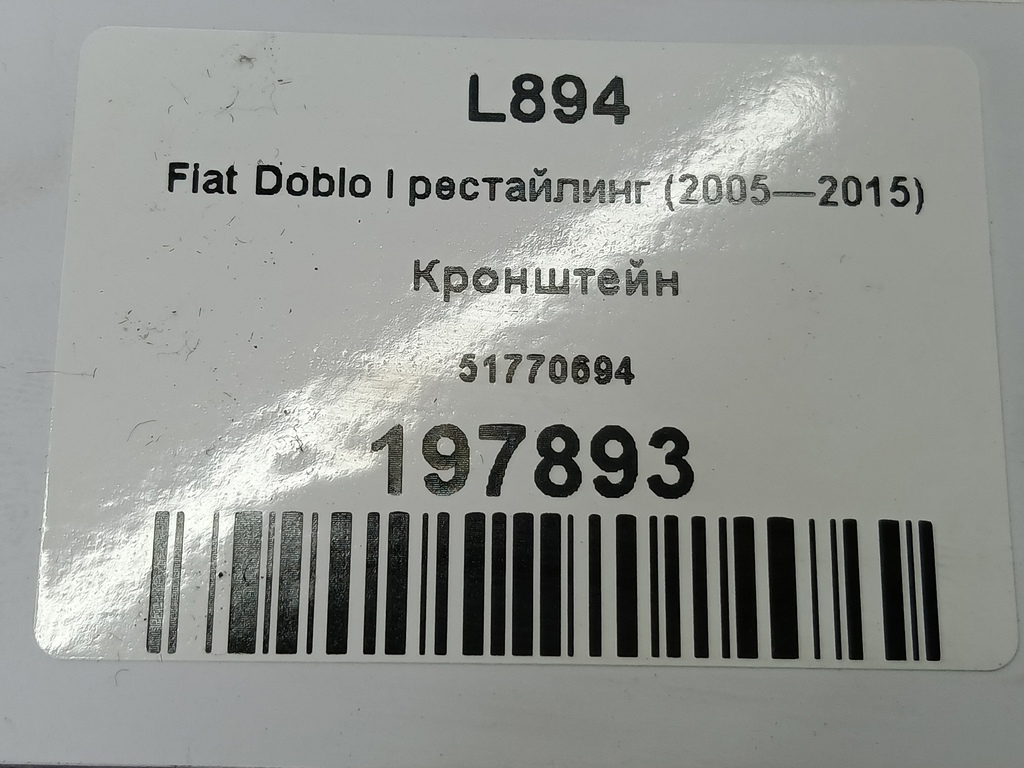 L894
Fiat Doblo I рестайлинг (2005—2015)
Кронштейн
51770694
197893